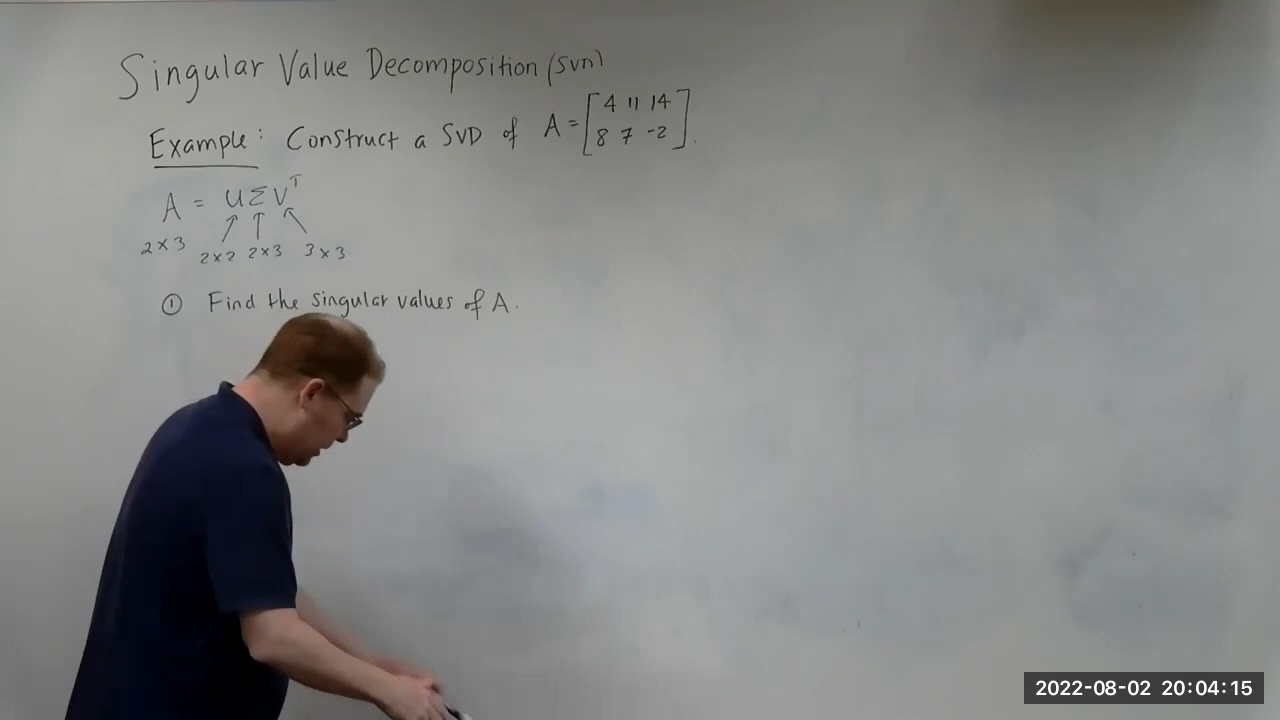 Singular Value Decomposition (SVD)
Example: Construct a SVD of A = [4 11 14
8 7 -2].
A = UΣVᵀ
2×3 2×2 2×3 3×3
① Find the singular values of A.
2022-08-02 20:04:15